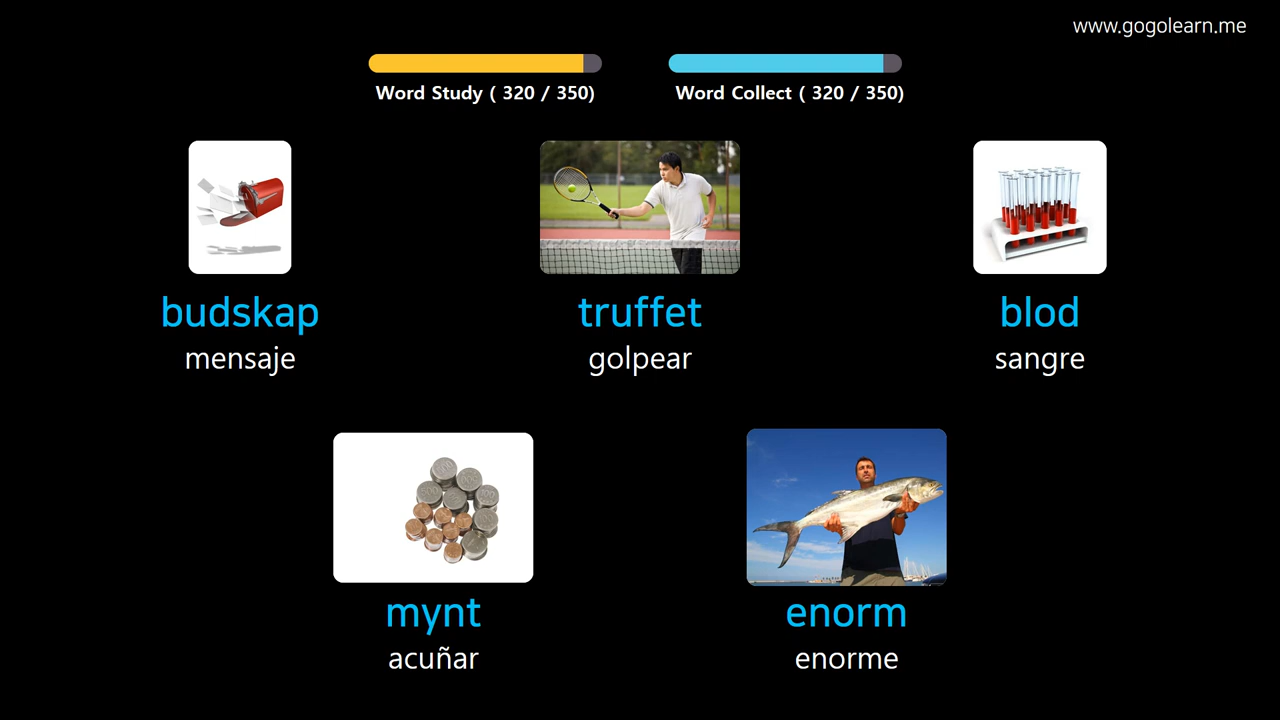 www.gogolearn.me
Word Study ( 320 / 350)
Word Collect ( 320 / 350)
budskap
mensaje
truffet
golpear
blod
sangre
mynt
acuñar
enorm
enorme